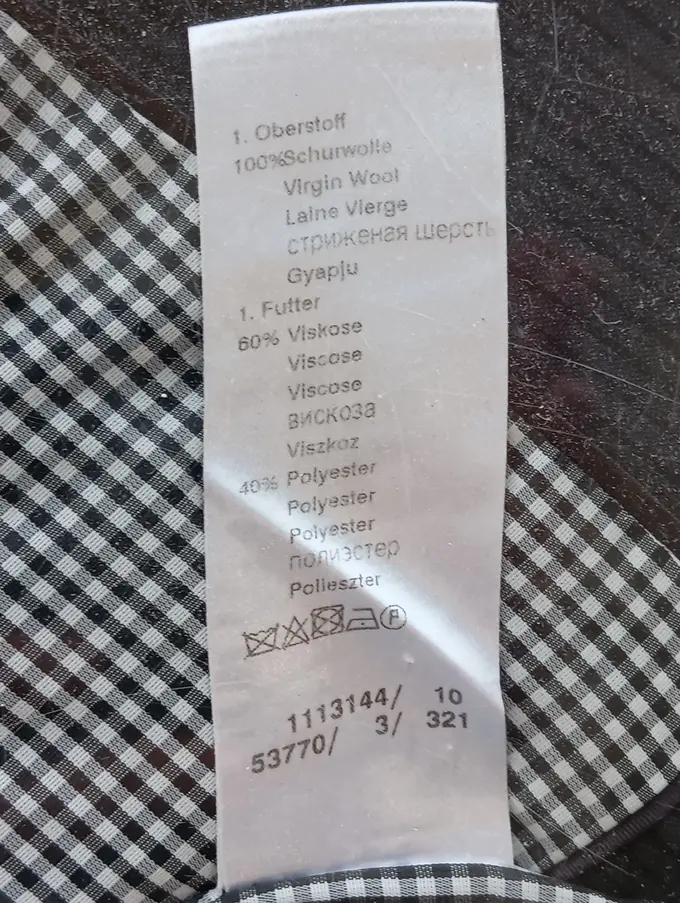 1. Oberstoff
100%Schurwolle
Virgin Wool
Laine Vierge
стриженая шерсть
Gyapju
1. Futter
60% Viskose
Viscose
Viscose
вискоза
Viszkoz
40% Polyester
Polyester
Polyester
полиэстер
Polieszter
P
1113144/ 10
53770/ 3/ 321